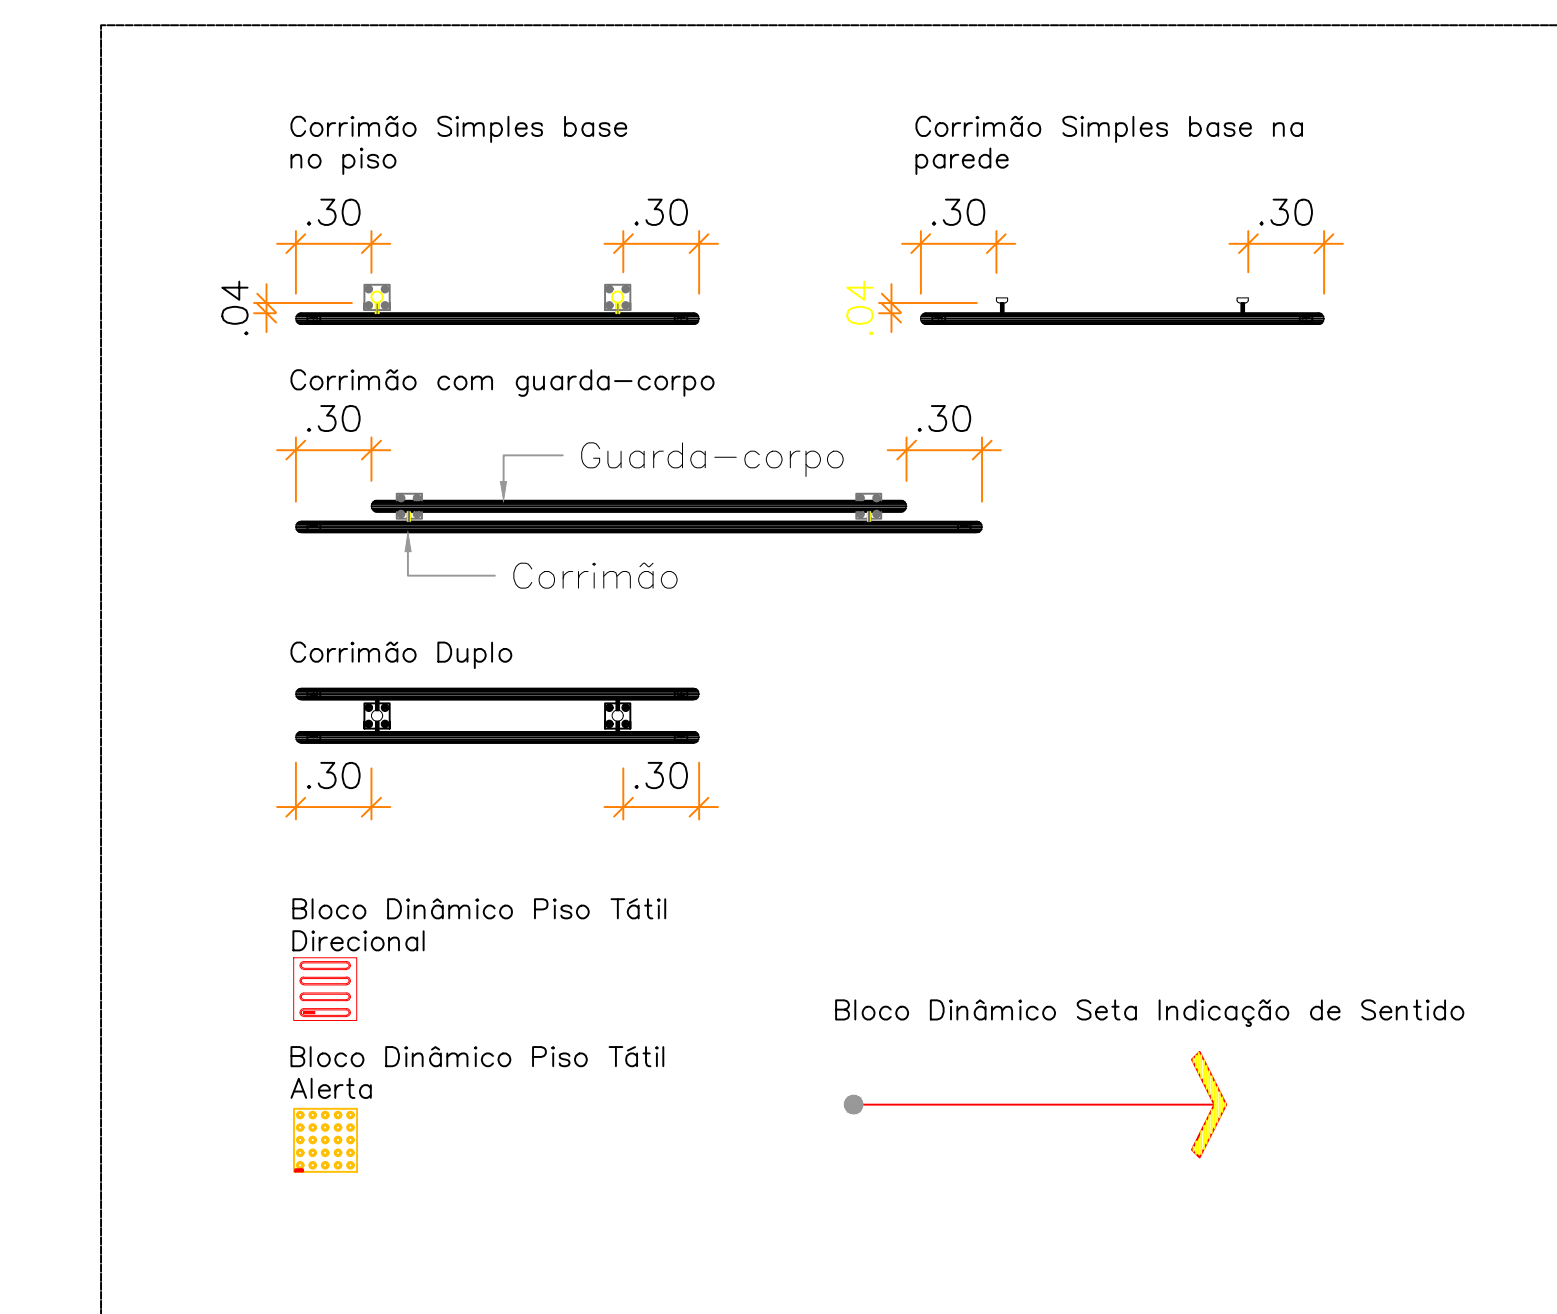 Corrimão Simples base
no piso
.30
.30
.04
Corrimão Simples base na
parede
.30
.30
.04
Corrimão com guarda-corpo
.30
.30
Guarda-corpo
Corrimão
Corrimão Duplo
.30
.30
Bloco Dinâmico Piso Tátil
Direcional
Bloco Dinâmico Piso Tátil
Alerta
Bloco Dinâmico Seta Indicação de Sentido